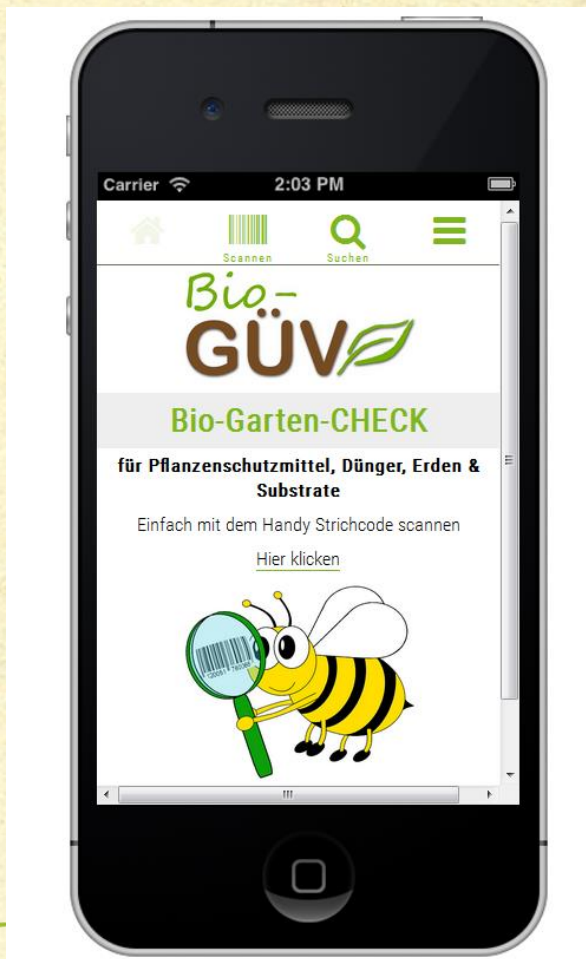 Carrier 2:03 PM
Scannen Suchen
Bio-
GÜV
Bio-Garten-CHECK
für Pflanzenschutzmittel, Dünger, Erden &
Substrate
Einfach mit dem Handy Strichcode scannen
Hier klicken